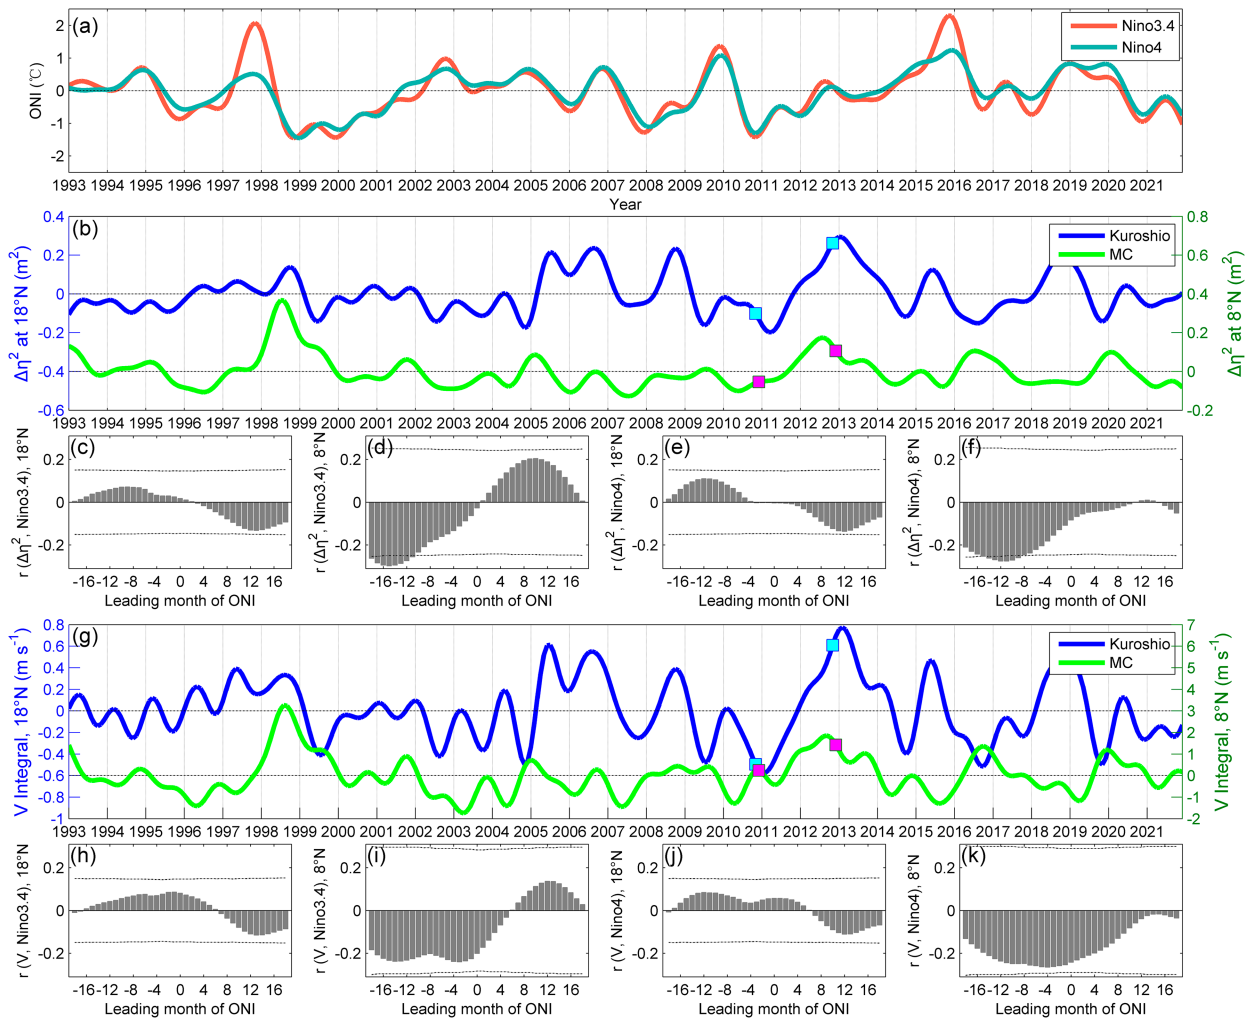 (a)
Nino3.4
Nino4
ONI (℃)
2
1
0
-1
-2
1993 1994 1995 1996 1997 1998 1999 2000 2001 2002 2003 2004 2005 2006 2007 2008 2009 2010 2011 2012 2013 2014 2015 2016 2017 2018 2019 2020 2021
Year
(b)
Kuroshio
MC
Δη² at 18°N (m²)
0.4
0.2
0
-0.2
-0.4
-0.6
Δη² at 8°N (m²)
0.8
0.6
0.4
0.2
0
-0.2
1993 1994 1995 1996 1997 1998 1999 2000 2001 2002 2003 2004 2005 2006 2007 2008 2009 2010 2011 2012 2013 2014 2015 2016 2017 2018 2019 2020 2021
(c)
r (Δη², Nino3.4), 18°N
0.2
0
-0.2
-16 -12 -8 -4 0 4 8 12 16
Leading month of ONI
(d)
r (Δη², Nino3.4), 8°N
0.2
0
-0.2
-16 -12 -8 -4 0 4 8 12 16
Leading month of ONI
(e)
r (Δη², Nino4), 18°N
0.2
0
-0.2
-16 -12 -8 -4 0 4 8 12 16
Leading month of ONI
(f)
r (Δη², Nino4), 8°N
0.2
0
-0.2
-16 -12 -8 -4 0 4 8 12 16
Leading month of ONI
(g)
Kuroshio
MC
V Integral, 18°N (m s⁻¹)
0.8
0.6
0.4
0.2
0
-0.2
-0.4
-0.6
-0.8
-1
V Integral, 8°N (m s⁻¹)
7
6
5
4
3
2
1
0
-1
-2
1993 1994 1995 1996 1997 1998 1999 2000 2001 2002 2003 2004 2005 2006 2007 2008 2009 2010 2011 2012 2013 2014 2015 2016 2017 2018 2019 2020 2021
(h)
r (V, Nino3.4), 18°N
0.2
0
-0.2
-16 -12 -8 -4 0 4 8 12 16
Leading month of ONI
(i)
r (V, Nino3.4), 8°N
0.2
0
-0.2
-16 -12 -8 -4 0 4 8 12 16
Leading month of ONI
(j)
r (V, Nino4), 18°N
0.2
0
-0.2
-16 -12 -8 -4 0 4 8 12 16
Leading month of ONI
(k)
r (V, Nino4), 8°N
0.2
0
-0.2
-16 -12 -8 -4 0 4 8 12 16
Leading month of ONI